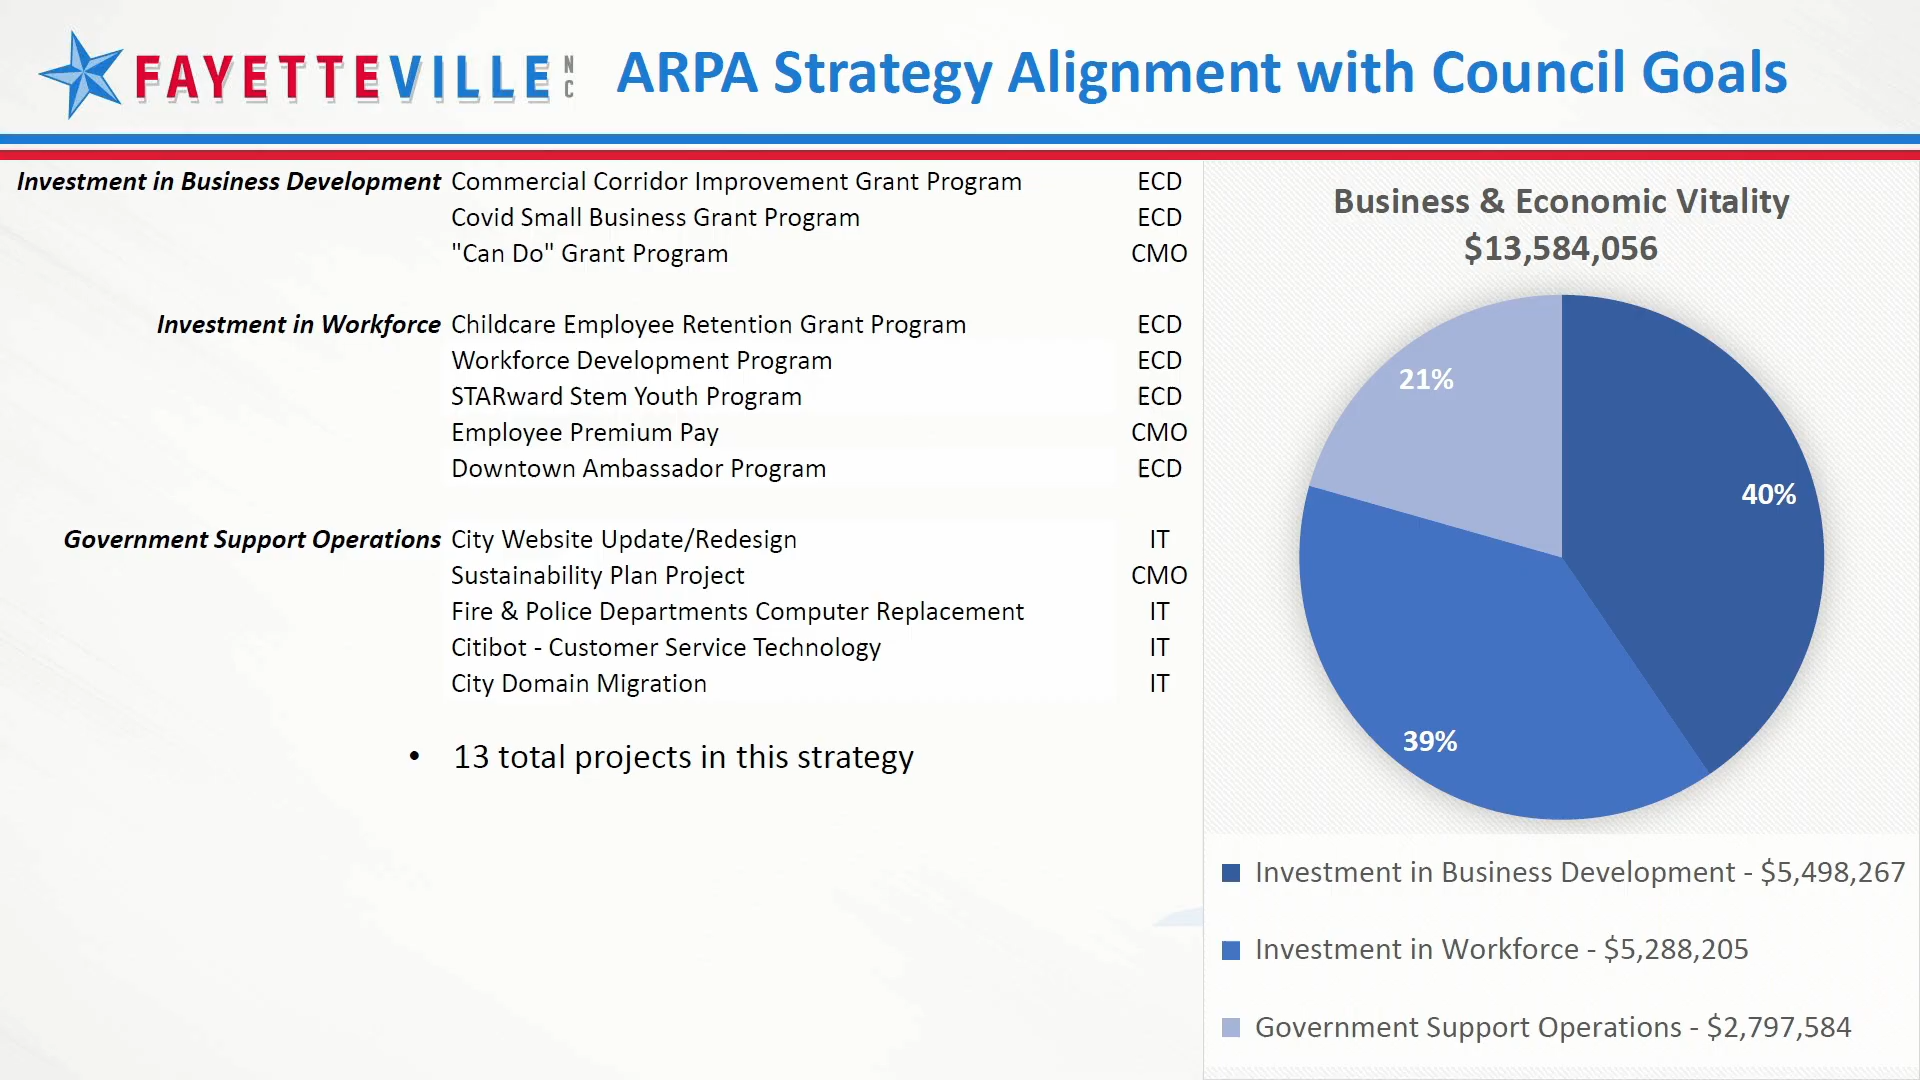 FAYETTEVILLE NC
ARPA Strategy Alignment with Council Goals
Investment in Business Development Commercial Corridor Improvement Grant Program ECD
Covid Small Business Grant Program ECD
"Can Do" Grant Program CMO
Investment in Workforce Childcare Employee Retention Grant Program ECD
Workforce Development Program ECD
STARward Stem Youth Program ECD
Employee Premium Pay CMO
Downtown Ambassador Program ECD
Government Support Operations City Website Update/Redesign IT
Sustainability Plan Project CMO
Fire & Police Departments Computer Replacement IT
Citibot - Customer Service Technology IT
City Domain Migration IT
• 13 total projects in this strategy
Business & Economic Vitality
$13,584,056
21%
40%
39%
Investment in Business Development - $5,498,267
Investment in Workforce - $5,288,205
Government Support Operations - $2,797,584